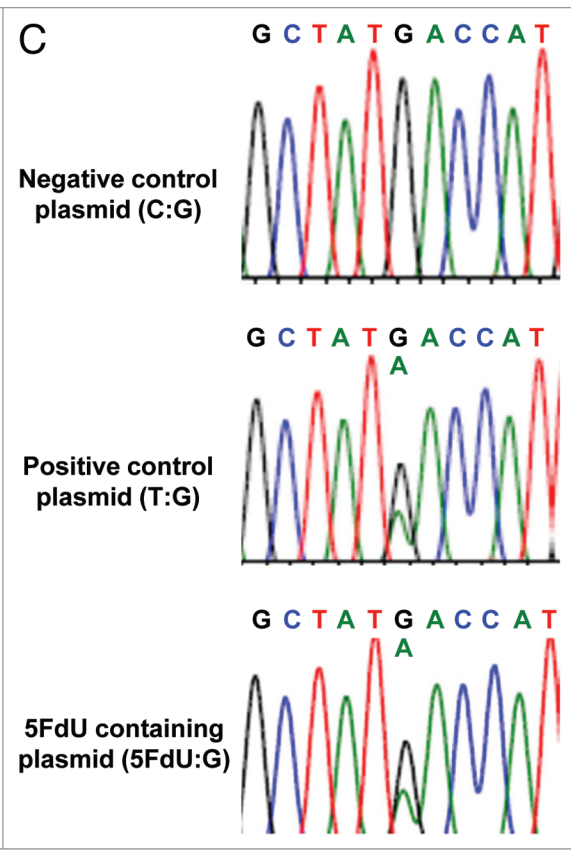 C
G C T A T G A C C A T
Negative control
plasmid (C:G)
G C T A T G A C C A T
A
Positive control
plasmid (T:G)
G C T A T G A C C A T
A
5FdU containing
plasmid (5FdU:G)